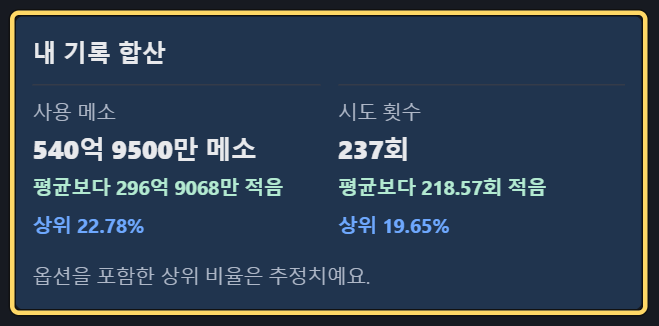 내 기록 합산
사용 메소
540억 9500만 메소
평균보다 296억 9068만 적음
상위 22.78%
시도 횟수
237회
평균보다 218.57회 적음
상위 19.65%
옵션을 포함한 상위 비율은 추정치예요.